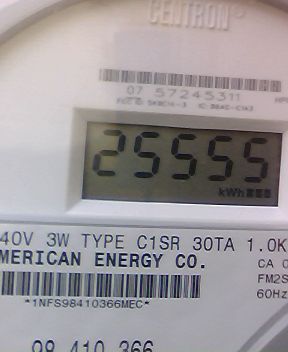 CENTRON®
07 57245311
25555
kWh
40V 3W TYPE C1SR 30TA 1.0K
MERICAN ENERGY CO.
CA 0
FM2S
60Hz
*1NFS98410366MEC*
98 410 366